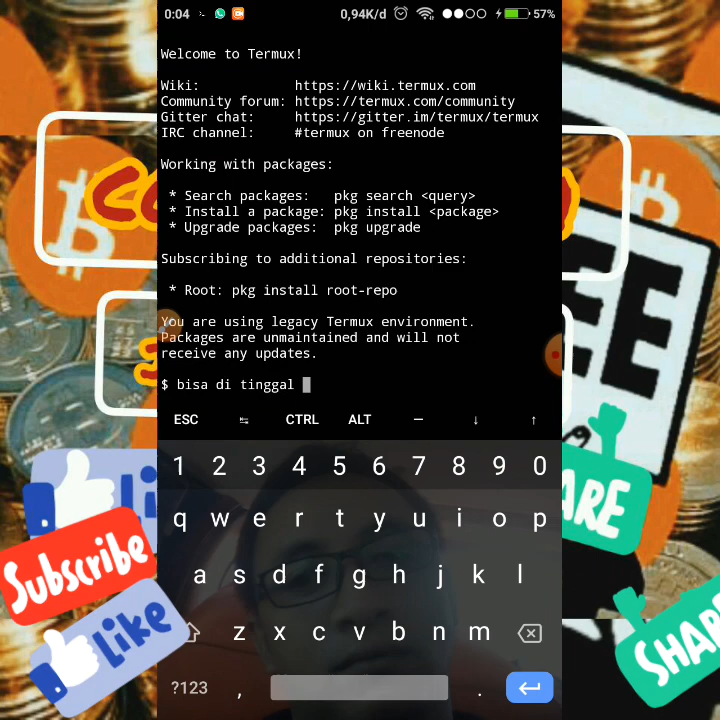 0:04 0,94K/d 57%
Welcome to Termux!
Wiki: https://wiki.termux.com
Community forum: https://termux.com/community
Gitter chat: https://gitter.im/termux/termux
IRC channel: #termux on freenode
Working with packages:
* Search packages: pkg search <query>
* Install a package: pkg install <package>
* Upgrade packages: pkg upgrade
Subscribing to additional repositories:
* Root: pkg install root-repo
You are using legacy Termux environment.
Packages are unmaintained and will not
receive any updates.
$ bisa di tinggal
ESC CTRL ALT — ↓ ↑
1 2 3 4 5 6 7 8 9 0
q w e r t y u i o p
a s d f g h j k l
z x c v b n m
?123 , .
Subscribe
Like
SHARE